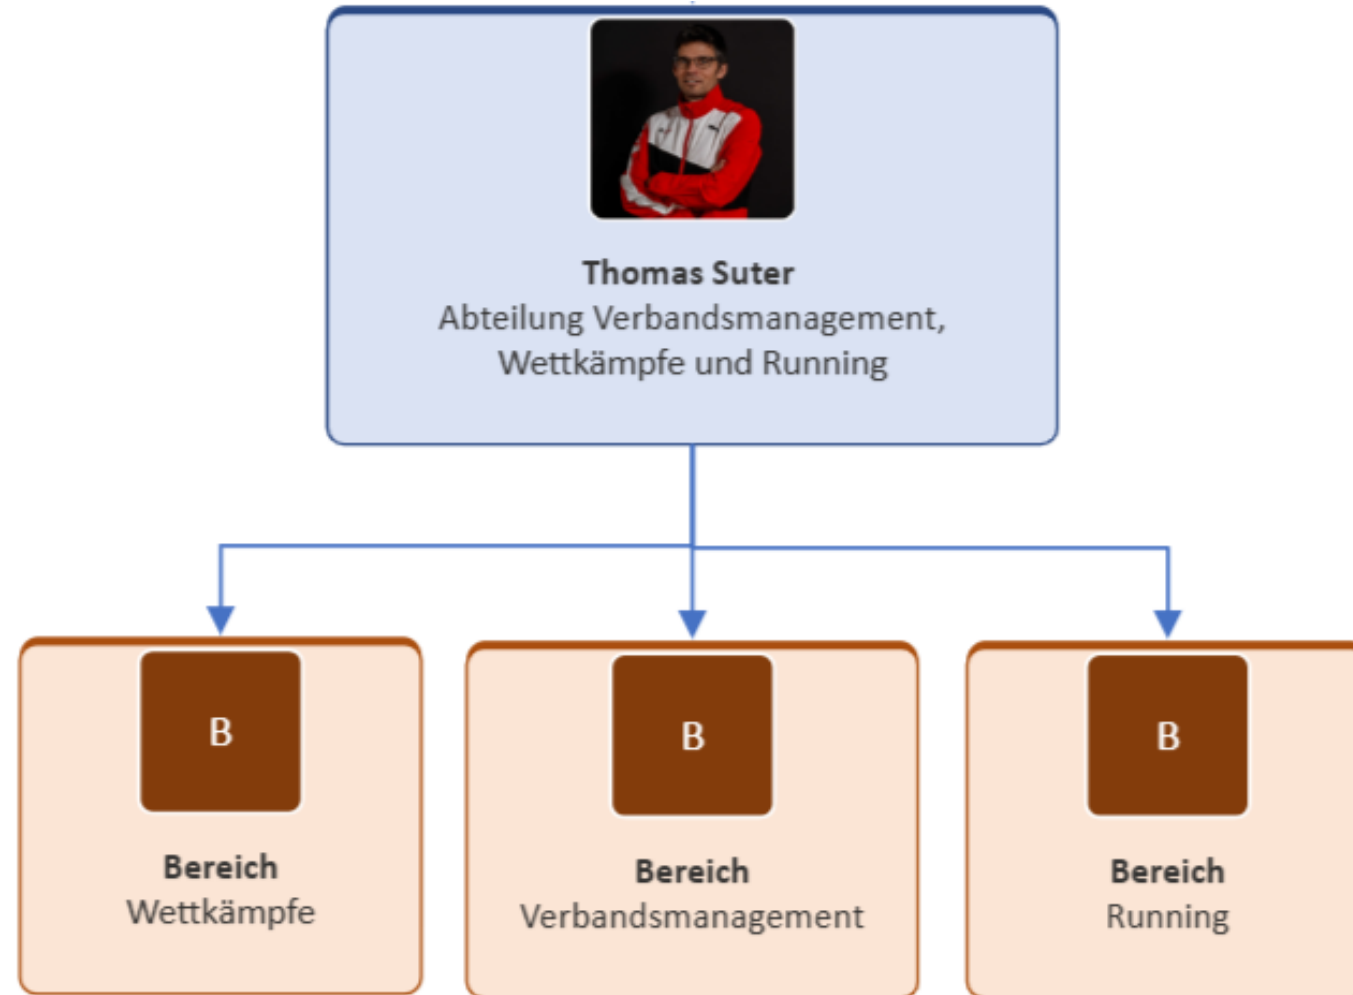 Thomas Suter
Abteilung Verbandsmanagement,
Wettkämpfe und Running
B
Bereich
Wettkämpfe
B
Bereich
Verbandsmanagement
B
Bereich
Running